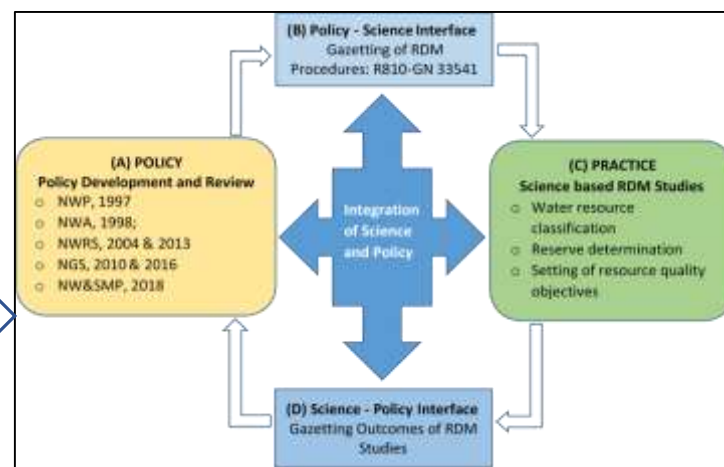 (B) Policy - Science Interface
Gazetting of RDM
Procedures: R810-GN 33541
(A) POLICY
Policy Development and Review
o NWP, 1997
o NWA, 1998;
o NWRS, 2004 & 2013
o NGS, 2010 & 2016
o NW&SMP, 2018
Integration
of Science
and Policy
(C) PRACTICE
Science based RDM Studies
o Water resource
classification
o Reserve determination
o Setting of resource quality
objectives
(D) Science - Policy Interface
Gazetting Outcomes of RDM
Studies